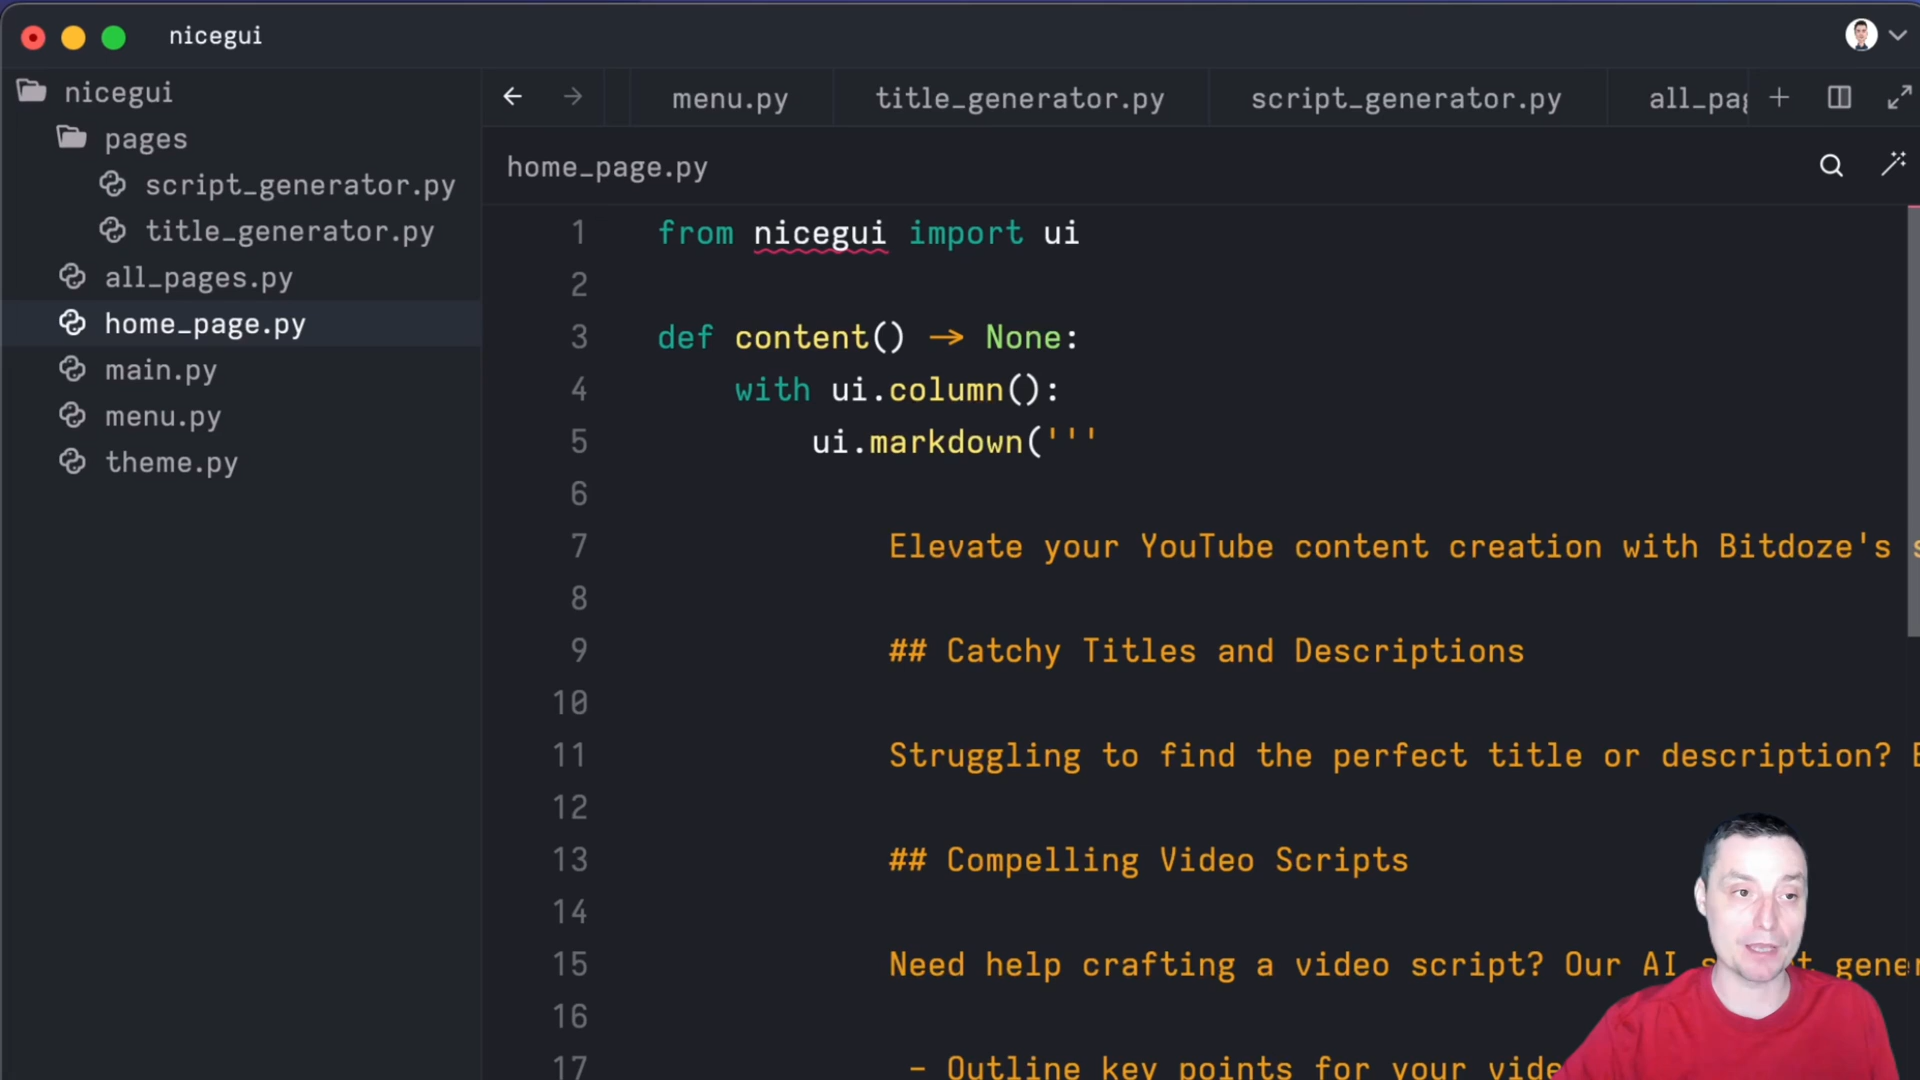 nicegui
nicegui
pages
script_generator.py
title_generator.py
all_pages.py
home_page.py
main.py
menu.py
theme.py
menu.py
title_generator.py
script_generator.py
all_pag
home_page.py
1 from nicegui import ui
2
3 def content() -> None:
4 with ui.column():
5 ui.markdown('''
6
7 Elevate your YouTube content creation with Bitdoze's s
8
9 ## Catchy Titles and Descriptions
10
11 Struggling to find the perfect title or description?
12
13 ## Compelling Video Scripts
14
15 Need help crafting a video script? Our AI gene
16
17 - Outline key points for your vide